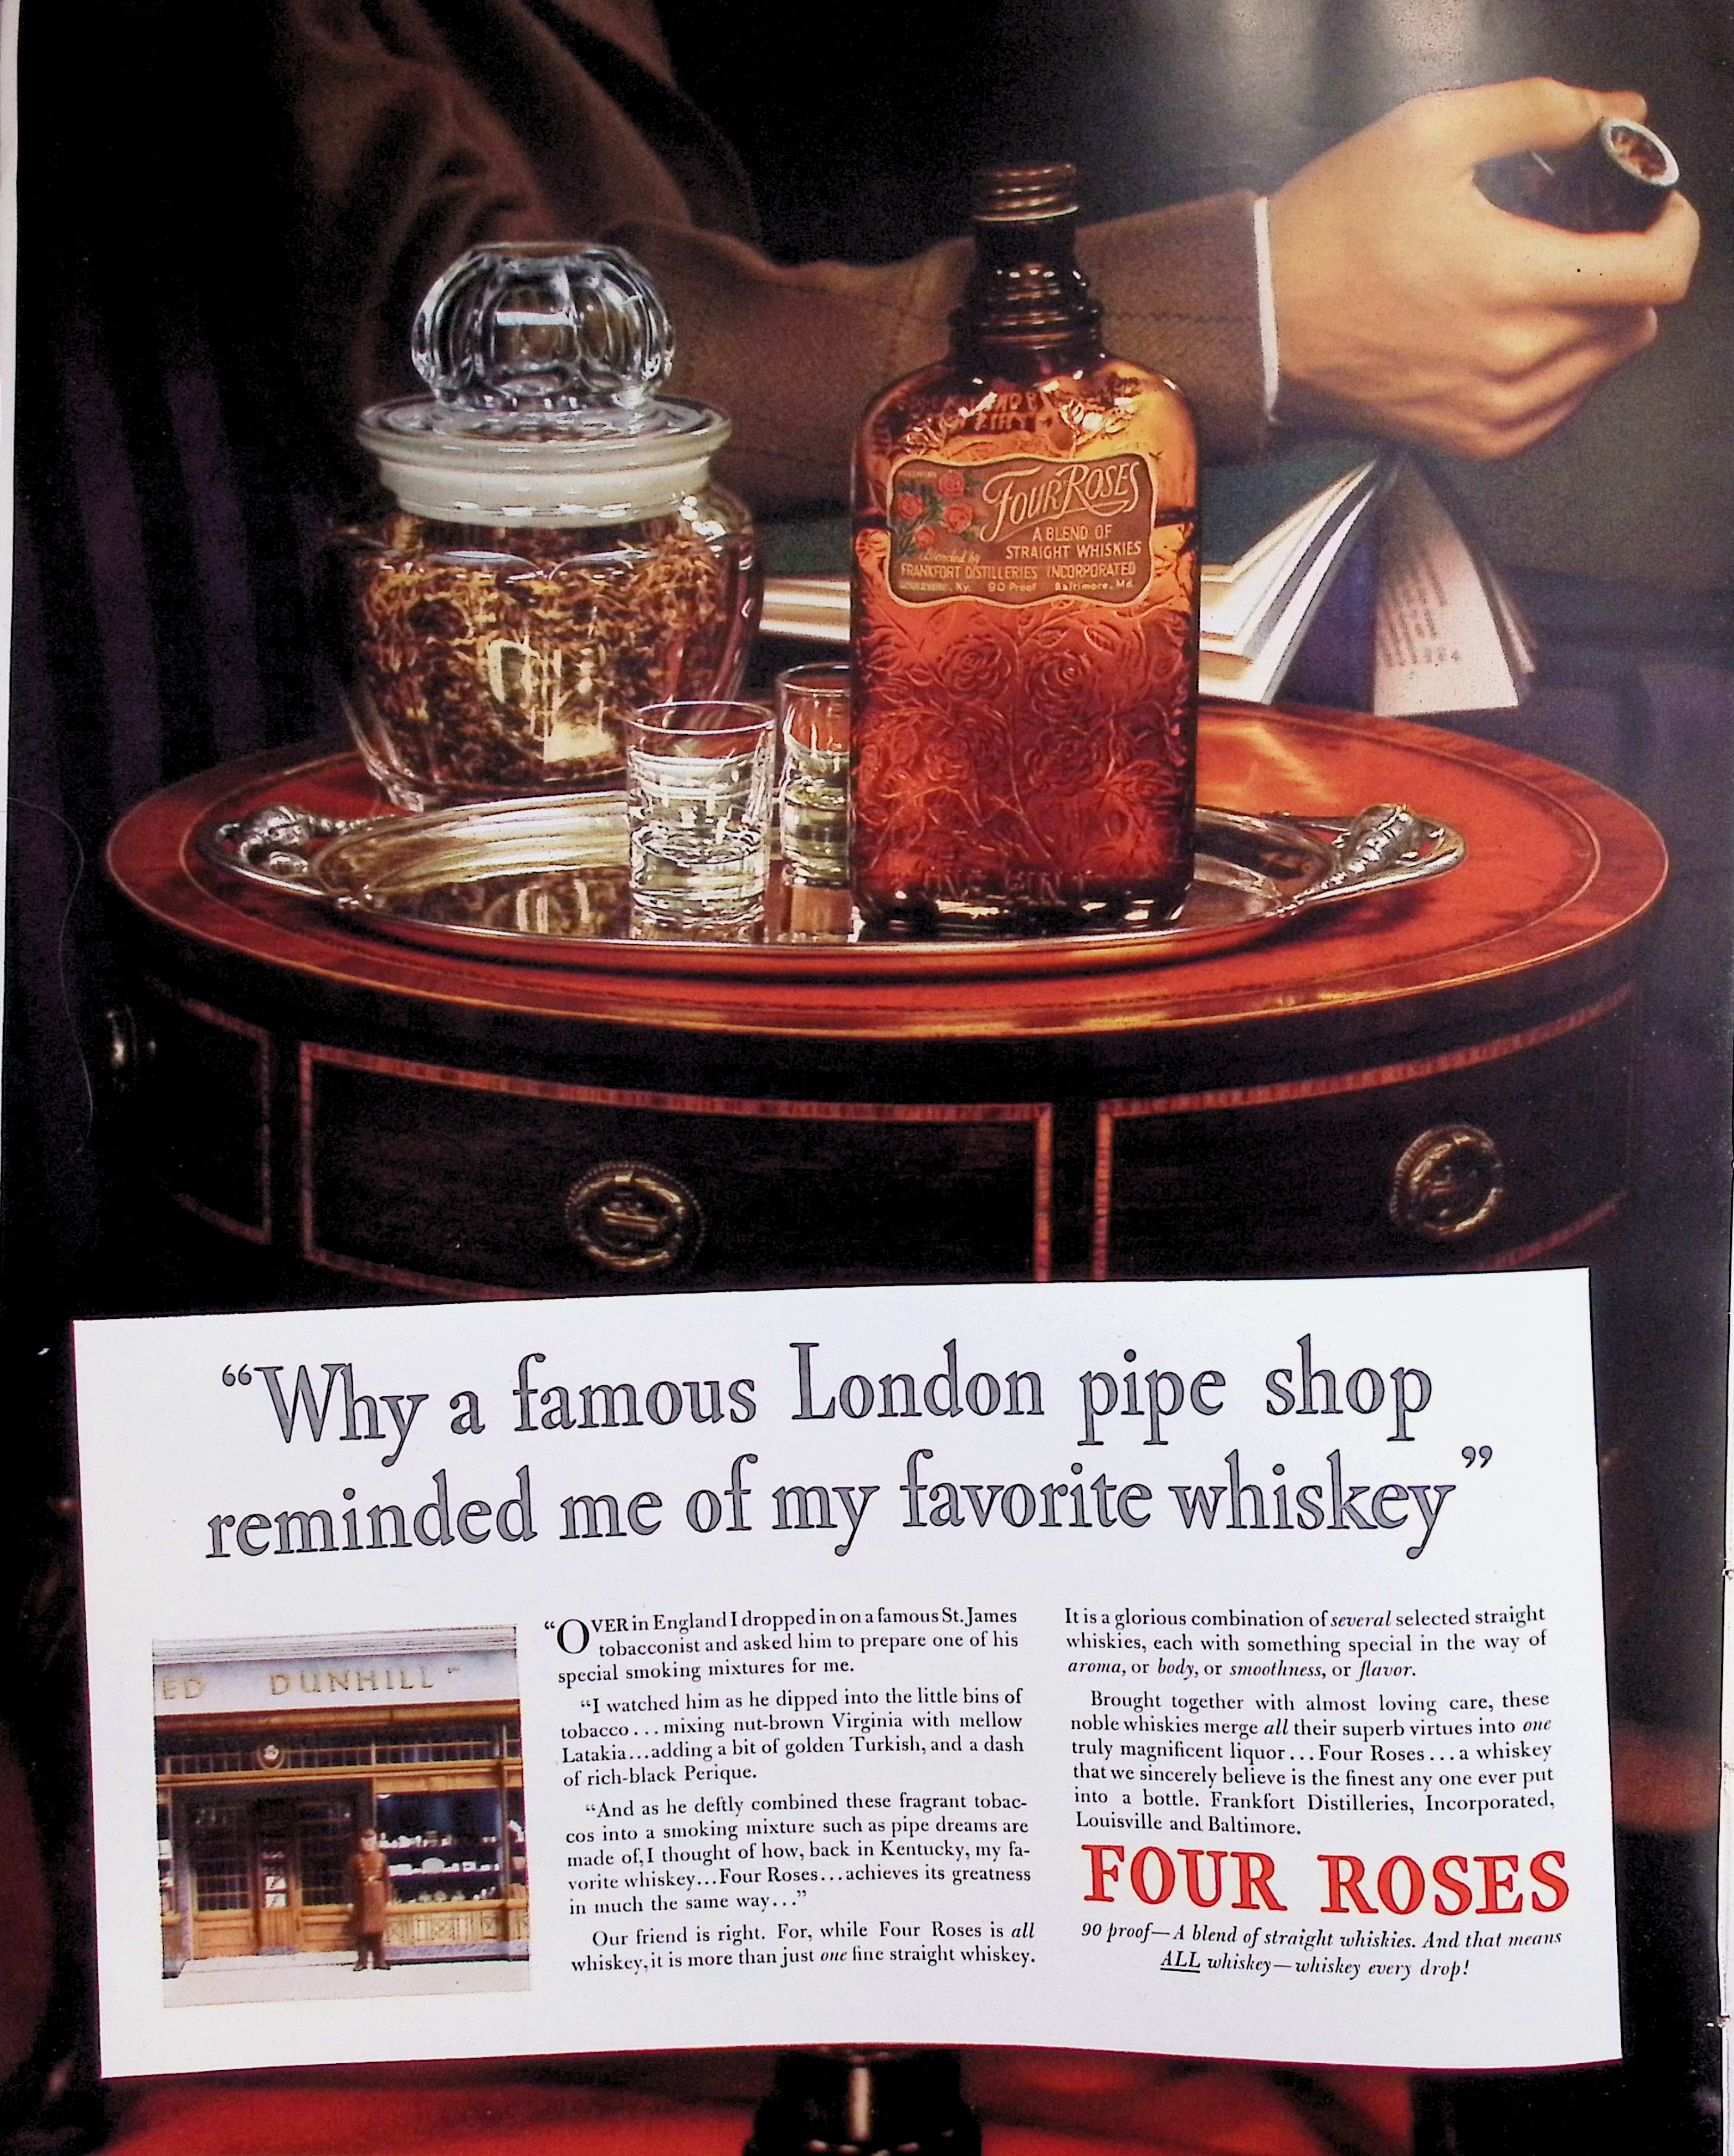 FOUR ROSES
A BLEND OF
STRAIGHT WHISKIES
Blended by
FRANKFORT DISTILLERIES INCORPORATED
Ky. 90 Proof Baltimore, Md.
ONE PINT
“Why a famous London pipe shop
reminded me of my favorite whiskey”
ED DUNHILL
“OVER in England I dropped in on a famous St. James
tobacconist and asked him to prepare one of his
special smoking mixtures for me.
“I watched him as he dipped into the little bins of
tobacco . . . mixing nut-brown Virginia with mellow
Latakia...adding a bit of golden Turkish, and a dash
of rich-black Perique.
“And as he deftly combined these fragrant tobac-
cos into a smoking mixture such as pipe dreams are
made of, I thought of how, back in Kentucky, my fa-
vorite whiskey...Four Roses...achieves its greatness
in much the same way...”
Our friend is right. For, while Four Roses is all
whiskey, it is more than just one fine straight whiskey.
It is a glorious combination of several selected straight
whiskies, each with something special in the way of
aroma, or body, or smoothness, or flavor.
Brought together with almost loving care, these
noble whiskies merge all their superb virtues into one
truly magnificent liquor...Four Roses...a whiskey
that we sincerely believe is the finest any one ever put
into a bottle. Frankfort Distilleries, Incorporated,
Louisville and Baltimore.
FOUR ROSES
90 proof—A blend of straight whiskies. And that means
ALL whiskey—whiskey every drop!